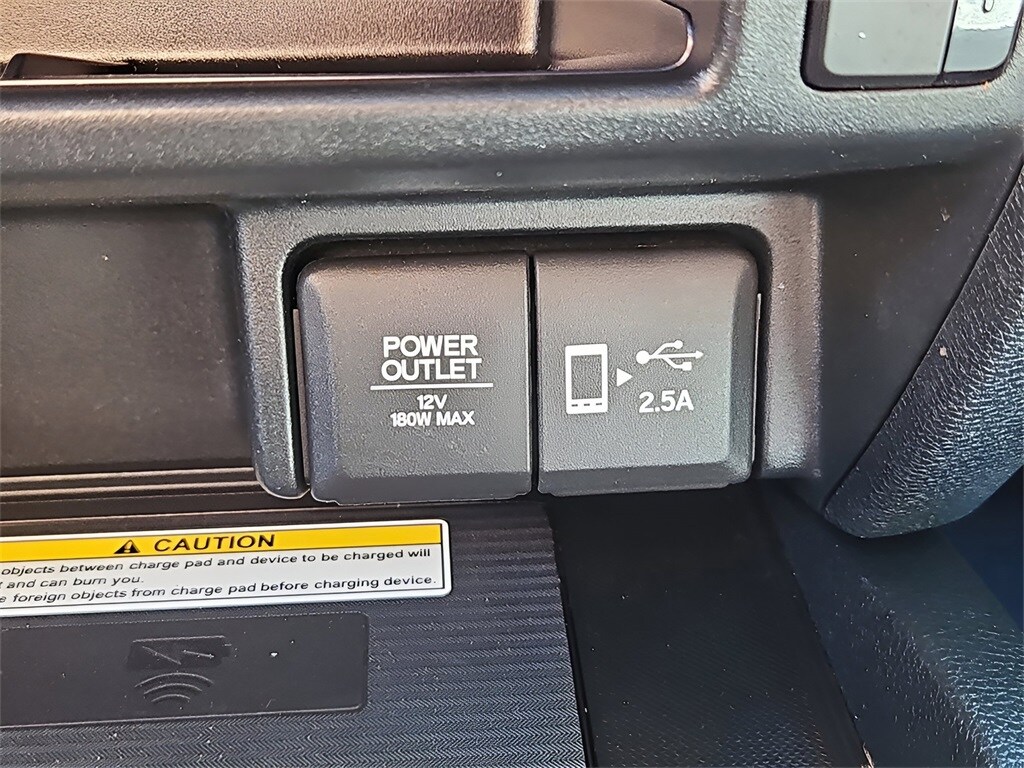 POWER
OUTLET
12V
180W MAX
2.5A
CAUTION
objects between charge pad and device to be charged will
and can burn you.
foreign objects from charge pad before charging device.